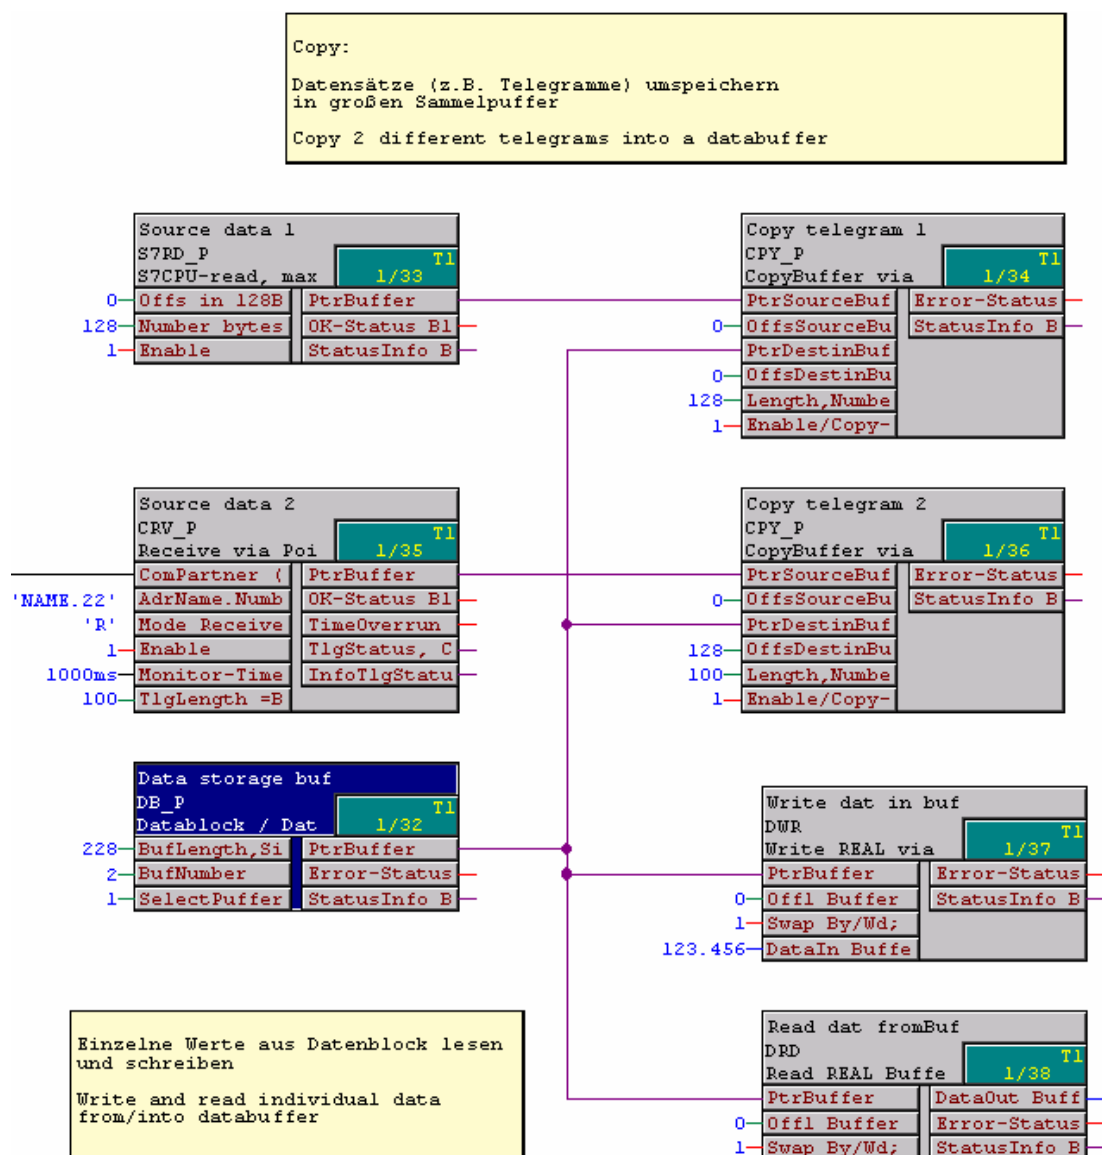 Copy:
Datensätze (z.B. Telegramme) umspeichern
in großen Sammelpuffer
Copy 2 different telegrams into a databuffer
Source data 1
S7RD_P
T1
S7CPU-read, max
1/33
0
Offs in 128B
PtrBuffer
128
Number bytes
OK-Status Bl
1
Enable
StatusInfo B
Copy telegram 1
CPY_P
T1
CopyBuffer via
1/34
PtrSourceBuf
Error-Status
0
OffsSourceBu
StatusInfo B
PtrDestinBuf
0
OffsDestinBu
128
Length,Numbe
1
Enable/Copy-
Source data 2
CRV_P
T1
Receive via Poi
1/35
ComPartner (
PtrBuffer
'NAME.22'
AdrName.Numb
OK-Status Bl
'R'
Mode Receive
TimeOverrun
1
Enable
TlgStatus, C
1000ms
Monitor-Time
InfoTlgStatu
100
TlgLength =B
Copy telegram 2
CPY_P
T1
CopyBuffer via
1/36
PtrSourceBuf
Error-Status
0
OffsSourceBu
StatusInfo B
PtrDestinBuf
128
OffsDestinBu
100
Length,Numbe
1
Enable/Copy-
Data storage buf
DB_P
T1
Datablock / Dat
1/32
228
BufLength,Si
PtrBuffer
2
BufNumber
Error-Status
1
SelectPuffer
StatusInfo B
Write dat in buf
DWR
T1
Write REAL via
1/37
PtrBuffer
Error-Status
0
Offl Buffer
StatusInfo B
1
Swap By/Wd;
123.456
DataIn Buffe
Einzelne Werte aus Datenblock lesen
und schreiben
Write and read individual data
from/into databuffer
Read dat fromBuf
DRD
T1
Read REAL Buffe
1/38
PtrBuffer
DataOut Buff
0
Offl Buffer
Error-Status
1
Swap By/Wd;
StatusInfo B